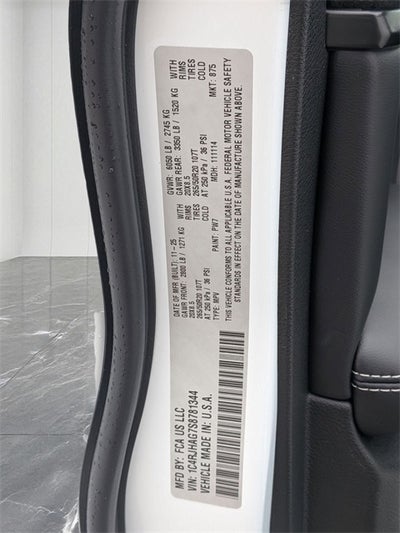 MFD BY: FCA US LLC
DATE OF MFR (BUILT): 11-25
GVWR: 6050 LB / 2745 KG
GAWR FRONT: 2800 LB / 1271 KG WITH
20X8.5 RIMS
265/50R20 107T TIRES
AT 250 kPa / 36 PSI COLD
GAWR REAR: 3350 LB / 1520 KG WITH
20X8.5 RIMS
265/50R20 107T TIRES
AT 250 kPa / 36 PSI COLD
VIN: 1C4RJHAG7S8781344
TYPE: MPV
PAINT: PW7
MDH: 111114
MKT: 875
VEHICLE MADE IN: U.S.A.
THIS VEHICLE CONFORMS TO ALL APPLICABLE U.S.A. FEDERAL MOTOR VEHICLE SAFETY
STANDARDS IN EFFECT ON THE DATE OF MANUFACTURE SHOWN ABOVE.